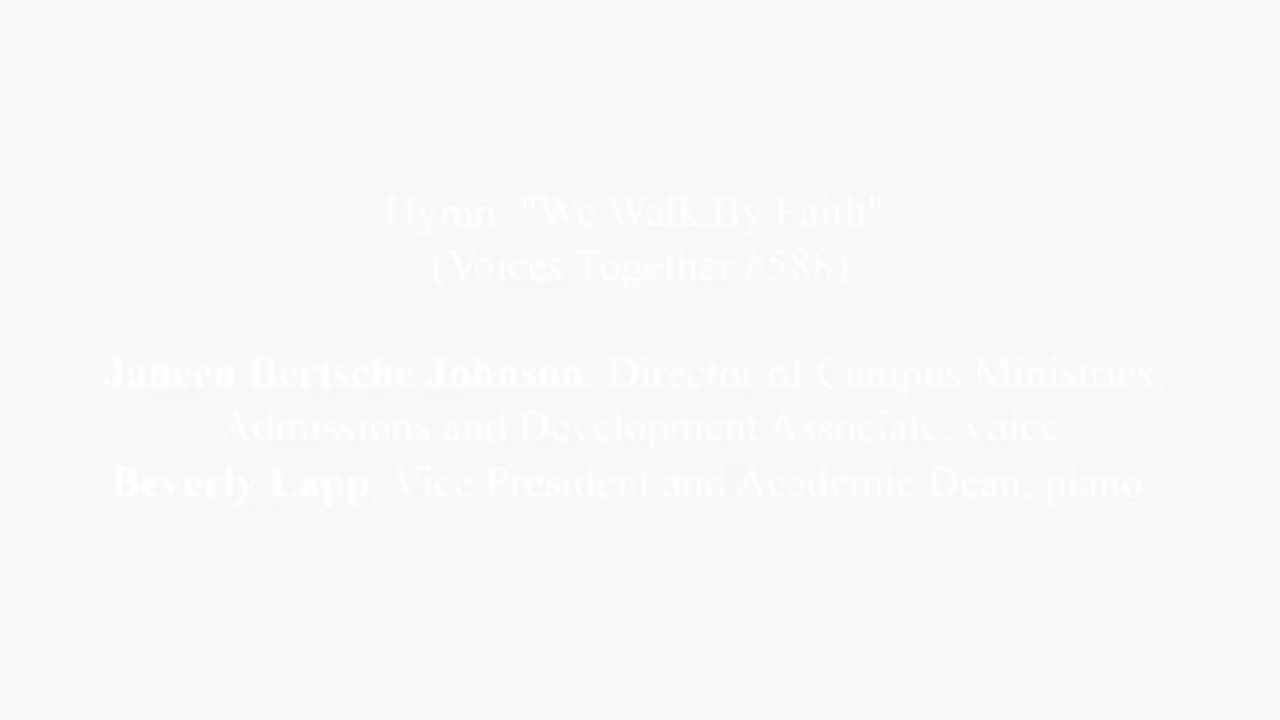 Hymn: "We Walk By Faith"
(Voices Together #588)
Janeen Bertsche Johnson, Director of Campus Ministries,
Admissions and Development Associate, voice
Beverly Lapp, Vice President and Academic Dean, piano